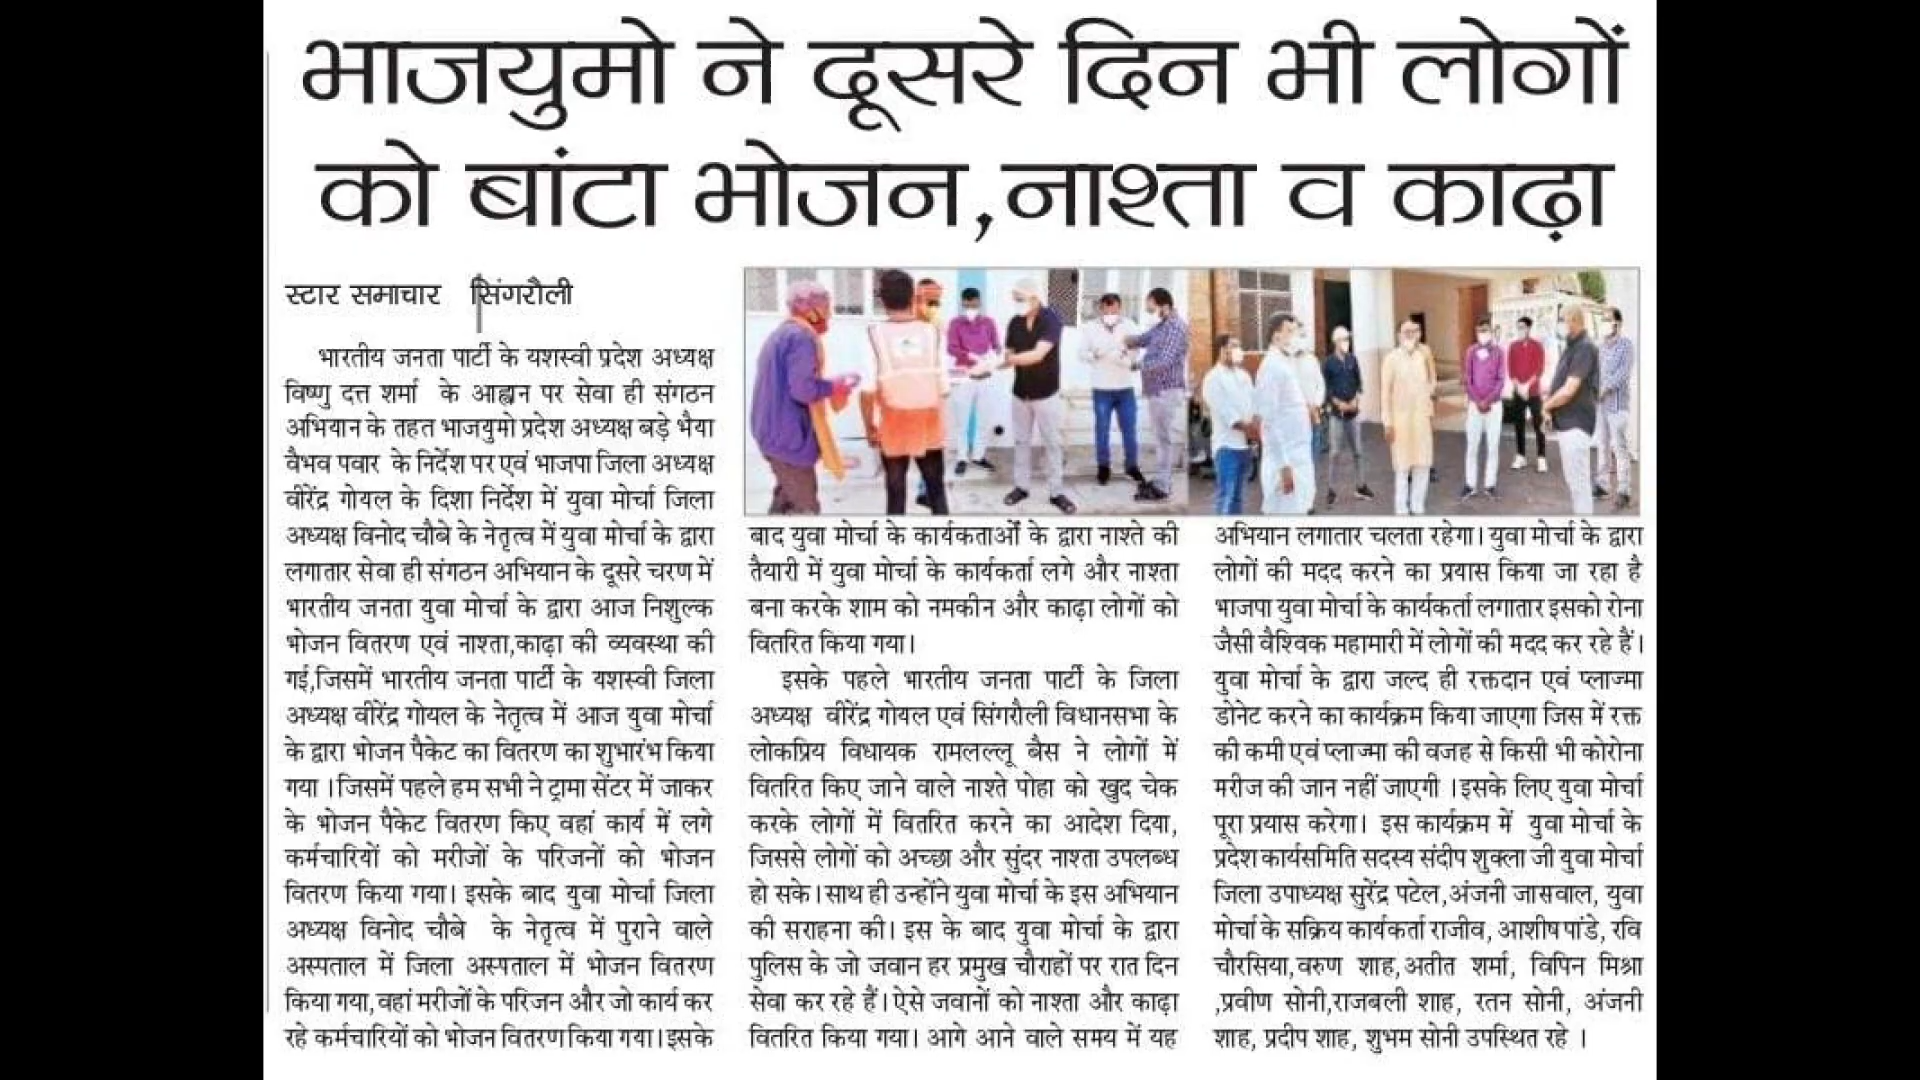 भाजयुमो ने दूसरे दिन भी लोगों
को बांटा भोजन,नाश्ता व काढ़ा
स्टार समाचार सिंगरौली
भारतीय जनता पार्टी के यशस्वी प्रदेश अध्यक्ष
विष्णु दत्त शर्मा के आह्वान पर सेवा ही संगठन
अभियान के तहत भाजयुमो प्रदेश अध्यक्ष बड़े भैया
वैभव पवार के निर्देश पर एवं भाजपा जिला अध्यक्ष
वीरेंद्र गोयल के दिशा निर्देश में युवा मोर्चा जिला
अध्यक्ष विनोद चौबे के नेतृत्व में युवा मोर्चा के द्वारा
लगातार सेवा ही संगठन अभियान के दूसरे चरण में
भारतीय जनता युवा मोर्चा के द्वारा आज निशुल्क
भोजन वितरण एवं नाश्ता,काढ़ा की व्यवस्था की
गई,जिसमें भारतीय जनता पार्टी के यशस्वी जिला
अध्यक्ष वीरेंद्र गोयल के नेतृत्व में आज युवा मोर्चा
के द्वारा भोजन पैकेट का वितरण का शुभारंभ किया
गया ।जिसमें पहले हम सभी ने ट्रामा सेंटर में जाकर
के भोजन पैकेट वितरण किए वहां कार्य में लगे
कर्मचारियों को मरीजों के परिजनों को भोजन
वितरण किया गया। इसके बाद युवा मोर्चा जिला
अध्यक्ष विनोद चौबे के नेतृत्व में पुराने वाले
अस्पताल में जिला अस्पताल में भोजन वितरण
किया गया,वहां मरीजों के परिजन और जो कार्य कर
रहे कर्मचारियों को भोजन वितरण किया गया।इसके
बाद युवा मोर्चा के कार्यकताओं के द्वारा नाश्ते की
तैयारी में युवा मोर्चा के कार्यकर्ता लगे और नाश्ता
बना करके शाम को नमकीन और काढ़ा लोगों को
वितरित किया गया।
इसके पहले भारतीय जनता पार्टी के जिला
अध्यक्ष वीरेंद्र गोयल एवं सिंगरौली विधानसभा के
लोकप्रिय विधायक रामलल्लू बैस ने लोगों में
वितरित किए जाने वाले नाश्ते पोहा को खुद चेक
करके लोगों में वितरित करने का आदेश दिया,
जिससे लोगों को अच्छा और सुंदर नाश्ता उपलब्ध
हो सके।साथ ही उन्होंने युवा मोर्चा के इस अभियान
की सराहना की। इस के बाद युवा मोर्चा के द्वारा
पुलिस के जो जवान हर प्रमुख चौराहों पर रात दिन
सेवा कर रहे हैं।ऐसे जवानों को नाश्ता और काढ़ा
वितरित किया गया। आगे आने वाले समय में यह
अभियान लगातार चलता रहेगा। युवा मोर्चा के द्वारा
लोगों की मदद करने का प्रयास किया जा रहा है
भाजपा युवा मोर्चा के कार्यकर्ता लगातार इसको रोना
जैसी वैश्विक महामारी में लोगों की मदद कर रहे हैं।
युवा मोर्चा के द्वारा जल्द ही रक्तदान एवं प्लाज्मा
डोनेट करने का कार्यक्रम किया जाएगा जिस में रक्त
की कमी एवं प्लाज्मा की वजह से किसी भी कोरोना
मरीज की जान नहीं जाएगी ।इसके लिए युवा मोर्चा
पूरा प्रयास करेगा। इस कार्यक्रम में युवा मोर्चा के
प्रदेश कार्यसमिति सदस्य संदीप शुक्ला जी युवा मोर्चा
जिला उपाध्यक्ष सुरेंद्र पटेल,अंजनी जासवाल, युवा
मोर्चा के सक्रिय कार्यकर्ता राजीव, आशीष पांडे, रवि
चौरसिया,वरुण शाह,अतीत शर्मा, विपिन मिश्रा
,प्रवीण सोनी,राजबली शाह, रतन सोनी, अंजनी
शाह, प्रदीप शाह, शुभम सोनी उपस्थित रहे ।